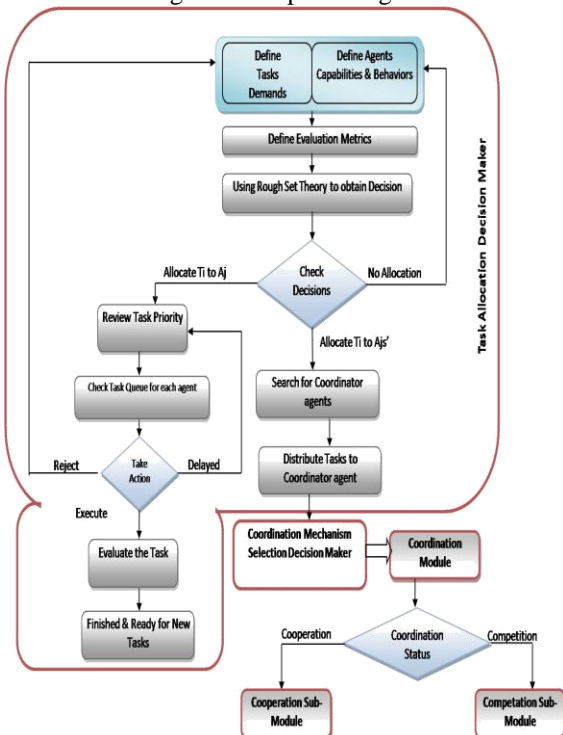 Define
Tasks
Demands
Define Agents
Capabilities & Behaviors
Define Evaluation Metrics
Using Rough Set Theory to obtain Decision
Check
Decisions
Allocate Ti to Aj
No Allocation
Allocate Ti to Ajs'
Review Task Priority
Check Task Queue for each agent
Take
Action
Reject
Delayed
Execute
Evaluate the Task
Finished & Ready for New
Tasks
Search for Coordinator
agents
Distribute Tasks to
Coordinator agent
Task Allocation Decision Maker
Coordination Mechanism
Selection Decision Maker
Coordination
Module
Coordination
Status
Cooperation
Competition
Cooperation Sub-
Module
Competation Sub-
Module